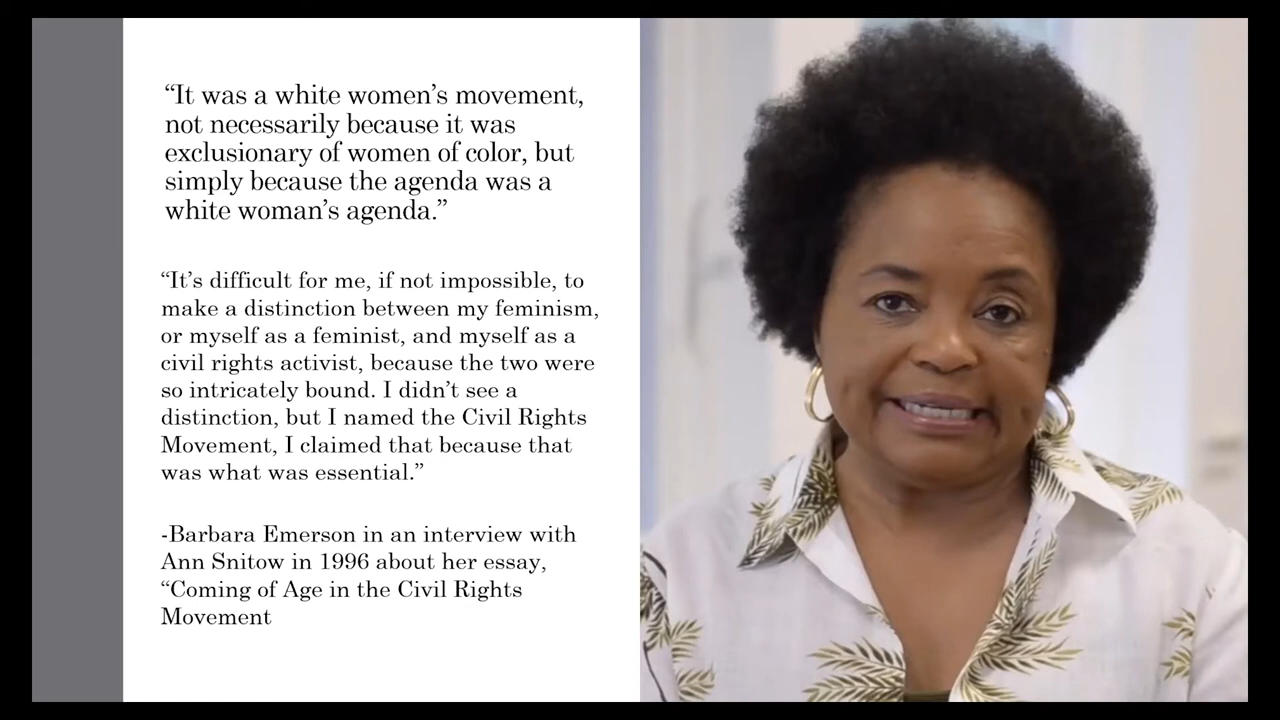 “It was a white women’s movement,
not necessarily because it was
exclusionary of women of color, but
simply because the agenda was a
white woman’s agenda.”
“It’s difficult for me, if not impossible, to
make a distinction between my feminism,
or myself as a feminist, and myself as a
civil rights activist, because the two were
so intricately bound. I didn’t see a
distinction, but I named the Civil Rights
Movement, I claimed that because that
was what was essential.”
-Barbara Emerson in an interview with
Ann Snitow in 1996 about her essay,
“Coming of Age in the Civil Rights
Movement